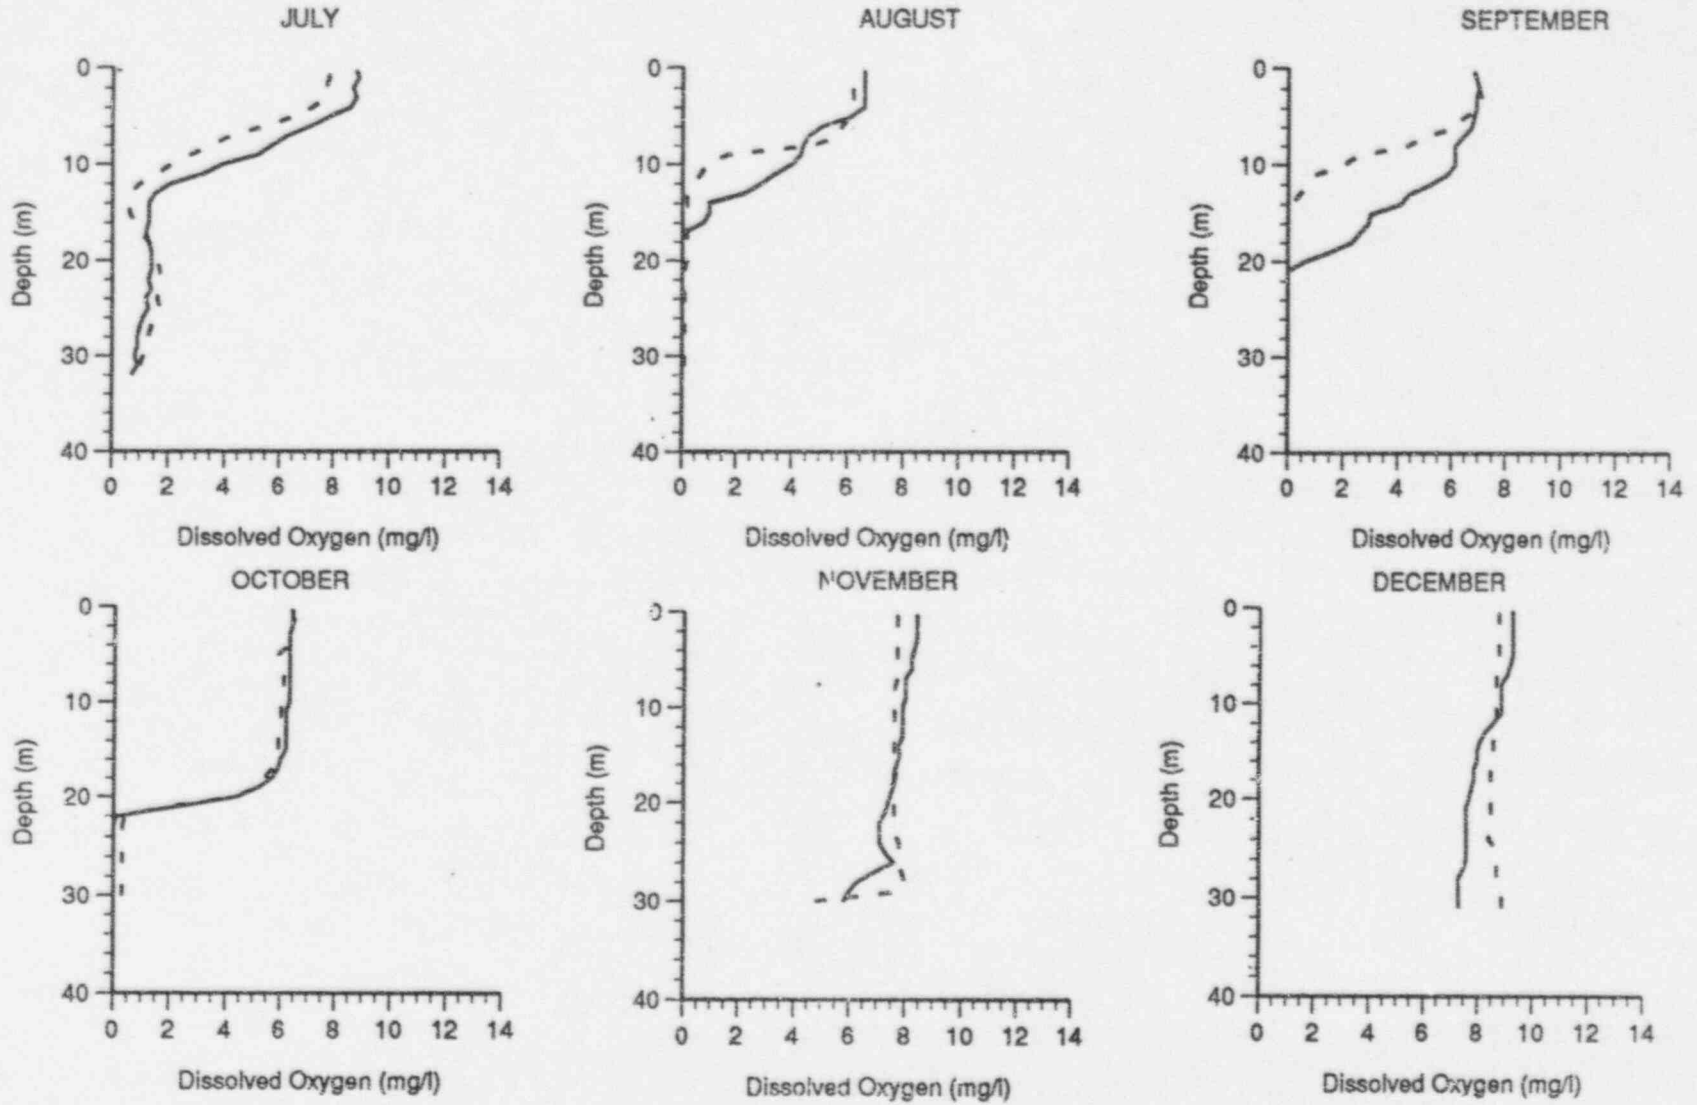 JULY AUGUST SEPTEMBER
0 0 0
10 10 10
20 20 20
30 30 30
40 40 40
Depth (m) Depth (m) Depth (m)
0 2 4 6 8 10 12 14 0 2 4 6 8 10 12 14 0 2 4 6 8 10 12 14
Dissolved Oxygen (mg/l) Dissolved Oxygen (mg/l) Dissolved Oxygen (mg/l)
OCTOBER NOVEMBER DECEMBER
0 0 0
10 10 10
20 20 20
30 30 30
40 40 40
Depth (m) Depth (m) Depth (m)
0 2 4 6 8 10 12 14 0 2 4 6 8 10 12 14 0 2 4 6 8 10 12 14
Dissolved Oxygen (mg/l) Dissolved Oxygen (mg/l) Dissolved Oxygen (mg/l)